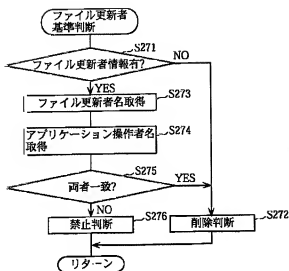 ファイル更新者
基準判断
S271
ファイル更新者情報有?
NO
YES
S273
ファイル更新者名取得
S274
アプリケーション操作者名
取得
S275
両者一致?
YES
NO
S276
禁止判断
S272
削除判断
リターン